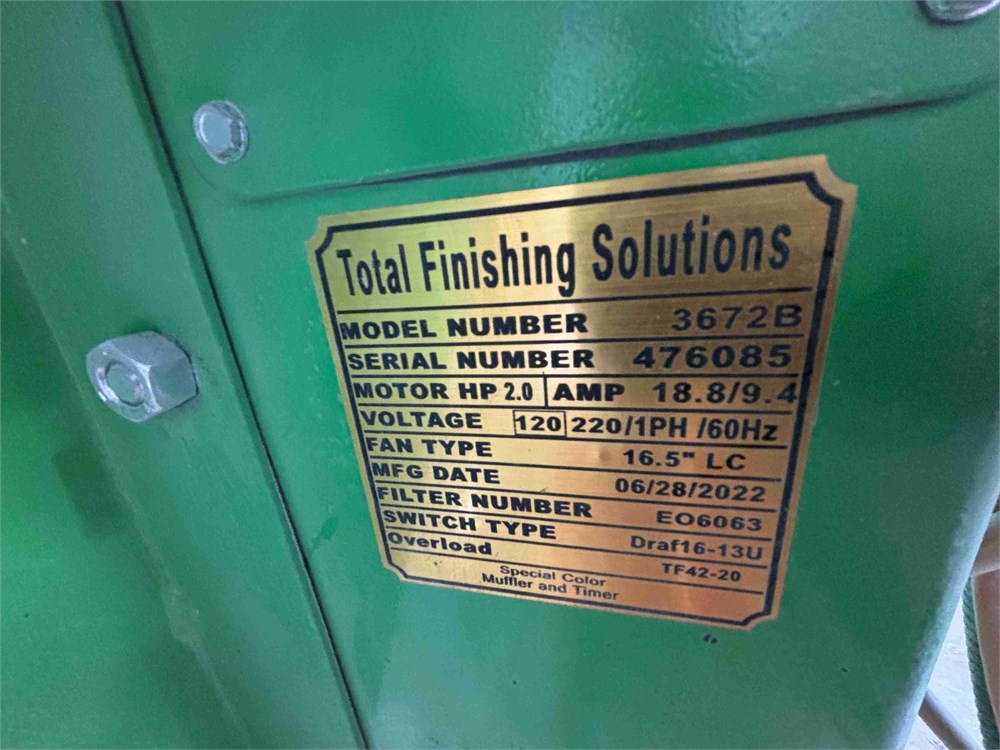 Total Finishing Solutions
MODEL NUMBER 3672B
SERIAL NUMBER 476085
MOTOR HP 2.0 AMP 18.8/9.4
VOLTAGE 120 220/1PH /60Hz
FAN TYPE 16.5" LC
MFG DATE 06/28/2022
FILTER NUMBER EO6063
SWITCH TYPE Draf16-13U
Overload TF42-20
Special Color
Muffler and Timer